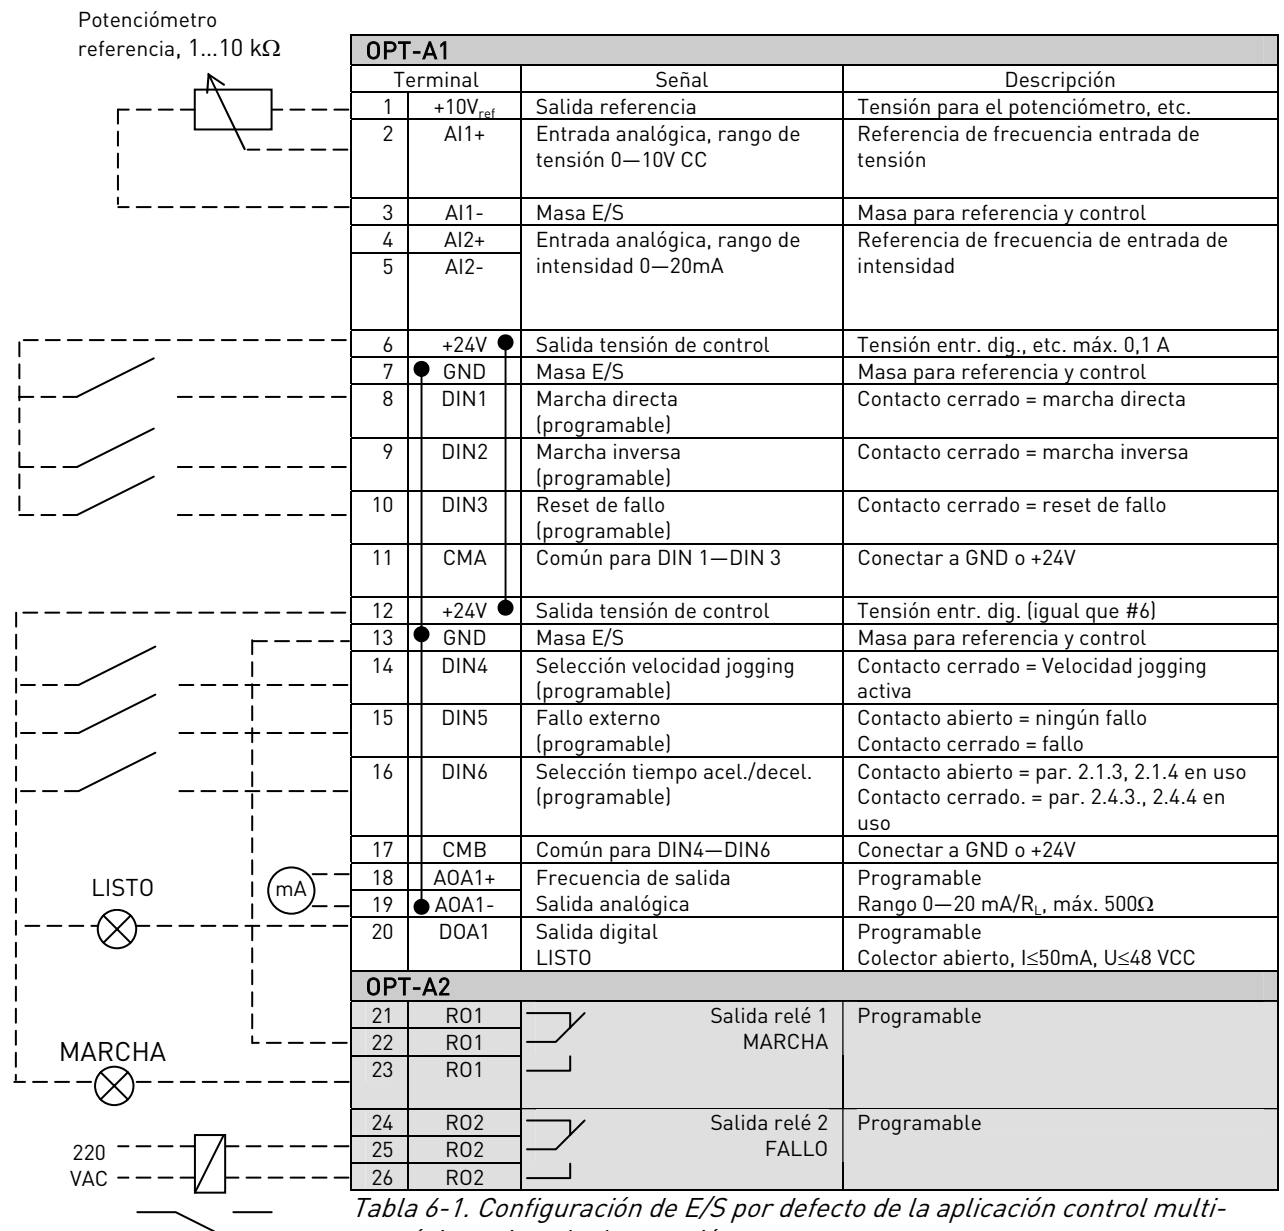 Potenciómetro
referencia, 1...10 kΩ
OPT-A1
Terminal Señal Descripción
1 +10Vref Salida referencia Tensión para el potenciómetro, etc.
2 AI1+ Entrada analógica, rango de Referencia de frecuencia entrada de
tensión 0—10V CC tensión
3 AI1- Masa E/S Masa para referencia y control
4 AI2+ Entrada analógica, rango de Referencia de frecuencia de entrada de
5 AI2- intensidad 0—20mA intensidad
6 +24V Salida tensión de control Tensión entr. dig., etc. máx. 0,1 A
7 GND Masa E/S Masa para referencia y control
8 DIN1 Marcha directa Contacto cerrado = marcha directa
(programable)
9 DIN2 Marcha inversa Contacto cerrado = marcha inversa
(programable)
10 DIN3 Reset de fallo Contacto cerrado = reset de fallo
(programable)
11 CMA Común para DIN 1—DIN 3 Conectar a GND o +24V
12 +24V Salida tensión de control Tensión entr. dig. (igual que #6)
13 GND Masa E/S Masa para referencia y control
14 DIN4 Selección velocidad jogging Contacto cerrado = Velocidad jogging
(programable) activa
15 DIN5 Fallo externo Contacto abierto = ningún fallo
(programable) Contacto cerrado = fallo
16 DIN6 Selección tiempo acel./decel. Contacto abierto = par. 2.1.3, 2.1.4 en uso
(programable) Contacto cerrado. = par. 2.4.3., 2.4.4 en
uso
17 CMB Común para DIN4—DIN6 Conectar a GND o +24V
18 AOA1+ Frecuencia de salida Programable
LISTO mA
19 AOA1- Salida analógica Rango 0—20 mA/RL, máx. 500Ω
20 DOA1 Salida digital Programable
LISTO Colector abierto, I≤50mA, U≤48 VCC
OPT-A2
21 RO1 Salida relé 1 Programable
22 RO1 MARCHA
MARCHA
23 RO1
24 RO2 Salida relé 2 Programable
220
25 RO2 FALLO
VAC
26 RO2
Tabla 6-1. Configuración de E/S por defecto de la aplicación control multi-